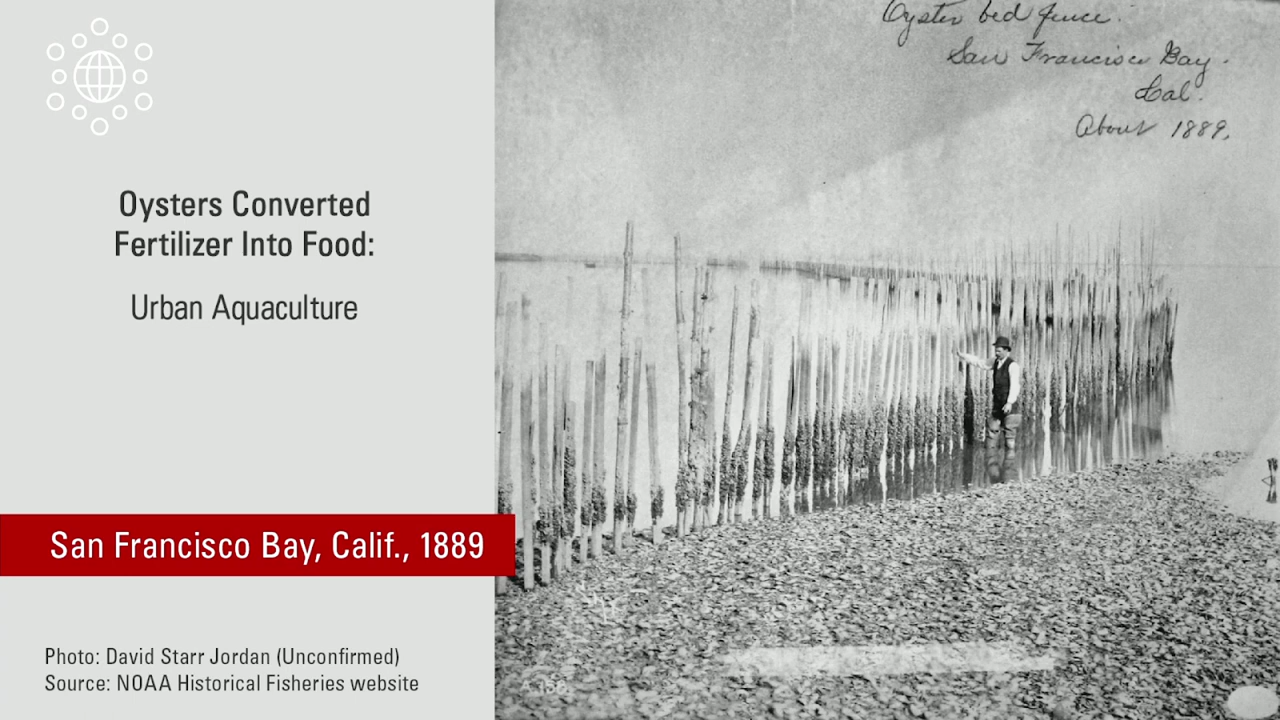 Oysters Converted
Fertilizer Into Food:
Urban Aquaculture
San Francisco Bay, Calif., 1889
Photo: David Starr Jordan (Unconfirmed)
Source: NOAA Historical Fisheries website
Oyster bed fence.
San Francisco Bay.
Cal.
About 1889.